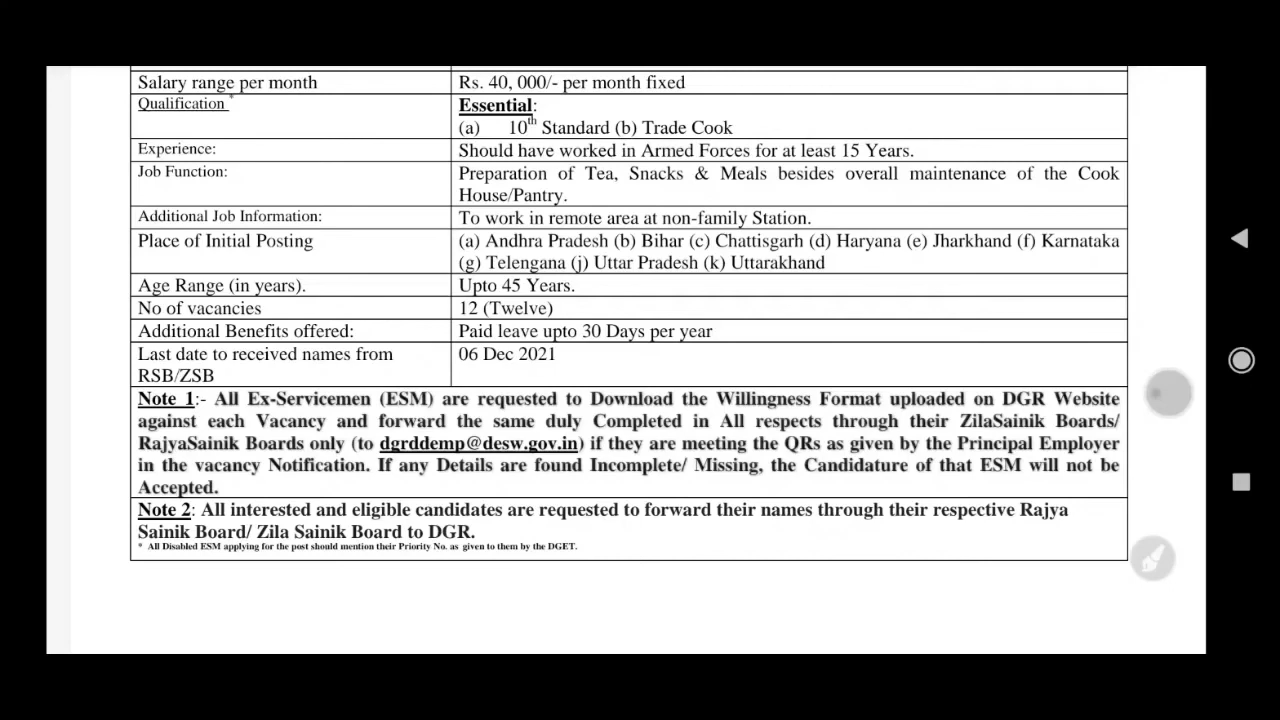 Salary range per month Rs. 40, 000/- per month fixed
Qualification * Essential:
(a) 10th Standard (b) Trade Cook
Experience: Should have worked in Armed Forces for at least 15 Years.
Job Function: Preparation of Tea, Snacks & Meals besides overall maintenance of the Cook
House/Pantry.
Additional Job Information: To work in remote area at non-family Station.
Place of Initial Posting (a) Andhra Pradesh (b) Bihar (c) Chattisgarh (d) Haryana (e) Jharkhand (f) Karnataka
(g) Telengana (j) Uttar Pradesh (k) Uttarakhand
Age Range (in years). Upto 45 Years.
No of vacancies 12 (Twelve)
Additional Benefits offered: Paid leave upto 30 Days per year
Last date to received names from 06 Dec 2021
RSB/ZSB
Note 1:- All Ex-Servicemen (ESM) are requested to Download the Willingness Format uploaded on DGR Website
against each Vacancy and forward the same duly Completed in All respects through their ZilaSainik Boards/
RajyaSainik Boards only (to dgrddemp@desw.gov.in) if they are meeting the QRs as given by the Principal Employer
in the vacancy Notification. If any Details are found Incomplete/ Missing, the Candidature of that ESM will not be
Accepted.
Note 2: All interested and eligible candidates are requested to forward their names through their respective Rajya
Sainik Board/ Zila Sainik Board to DGR.
* All Disabled ESM applying for the post should mention their Priority No. as given to them by the DGET.